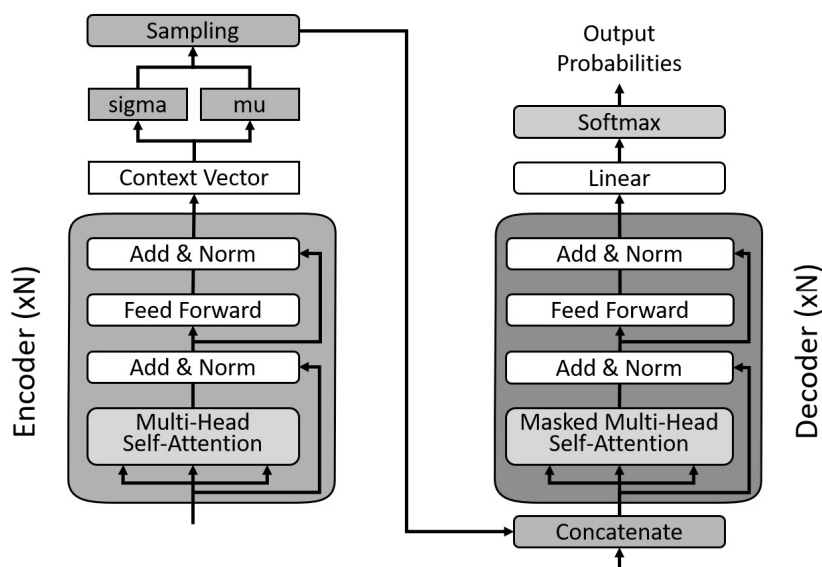 Sampling
sigma
mu
Context Vector
Add & Norm
Feed Forward
Add & Norm
Multi-Head
Self-Attention
Encoder (xN)
Output
Probabilities
Softmax
Linear
Add & Norm
Feed Forward
Add & Norm
Masked Multi-Head
Self-Attention
Concatenate
Decoder (xN)